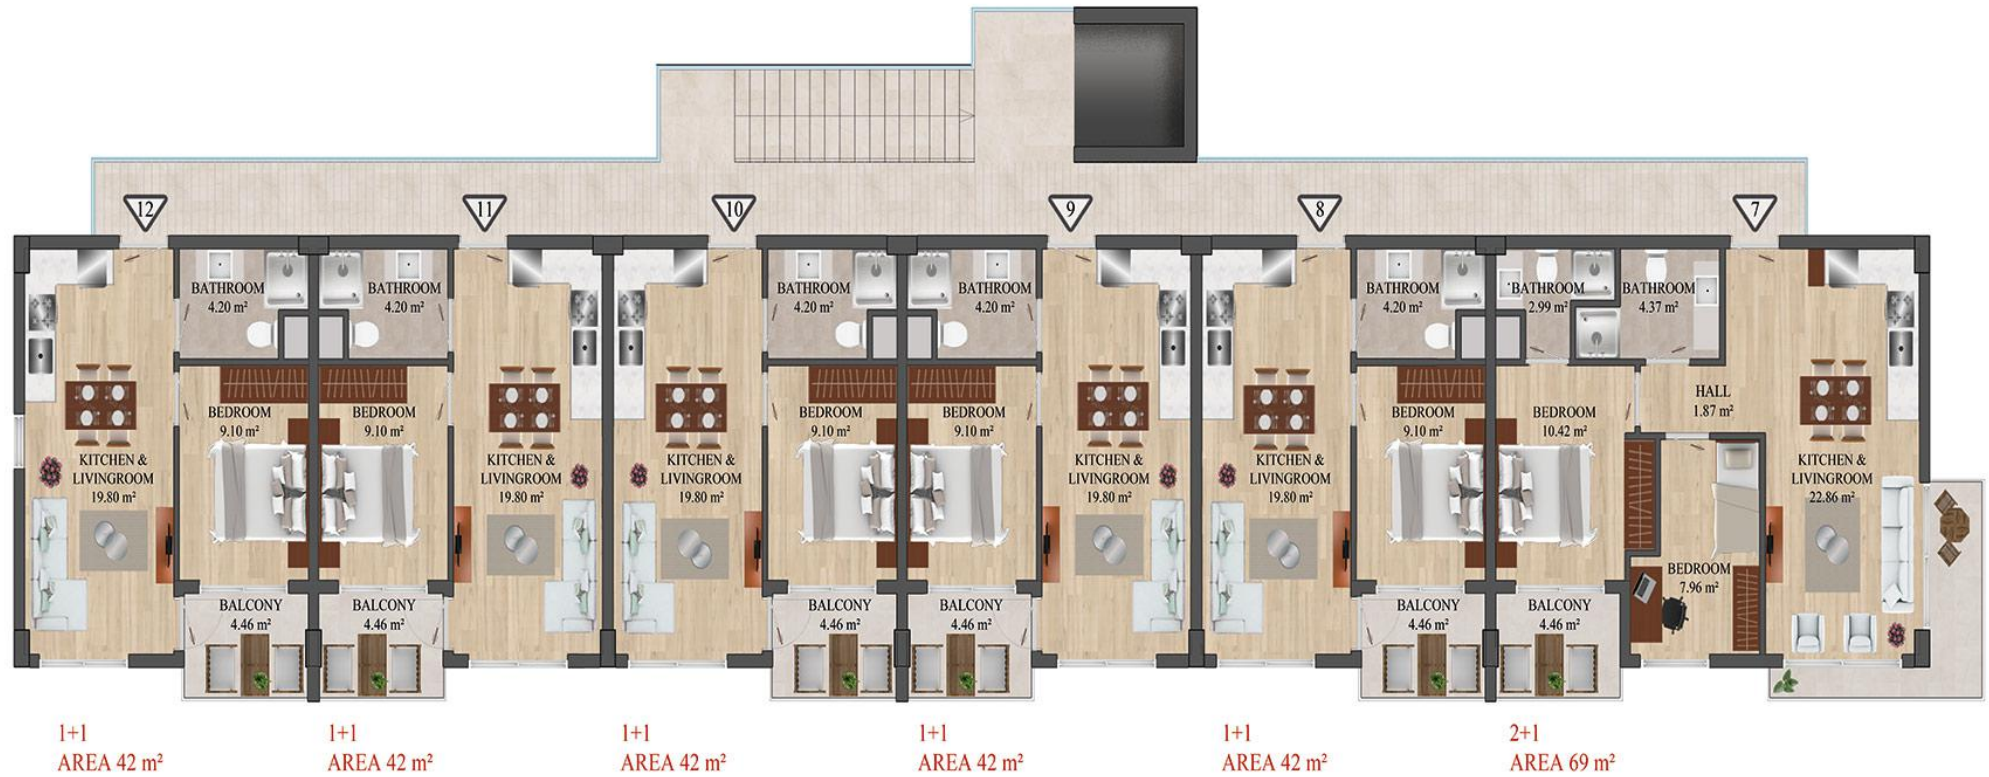 12
11
10
9
8
7
BATHROOM
4.20 m²
BATHROOM
4.20 m²
BATHROOM
4.20 m²
BATHROOM
4.20 m²
BATHROOM
4.20 m²
BATHROOM
2.99 m²
BATHROOM
4.37 m²
HALL
1.87 m²
BEDROOM
9.10 m²
BEDROOM
9.10 m²
BEDROOM
9.10 m²
BEDROOM
9.10 m²
BEDROOM
9.10 m²
BEDROOM
10.42 m²
KITCHEN &
LIVINGROOM
19.80 m²
KITCHEN &
LIVINGROOM
19.80 m²
KITCHEN &
LIVINGROOM
19.80 m²
KITCHEN &
LIVINGROOM
19.80 m²
KITCHEN &
LIVINGROOM
19.80 m²
KITCHEN &
LIVINGROOM
22.86 m²
BEDROOM
7.96 m²
BALCONY
4.46 m²
BALCONY
4.46 m²
BALCONY
4.46 m²
BALCONY
4.46 m²
BALCONY
4.46 m²
BALCONY
4.46 m²
1+1
AREA 42 m²
1+1
AREA 42 m²
1+1
AREA 42 m²
1+1
AREA 42 m²
1+1
AREA 42 m²
2+1
AREA 69 m²